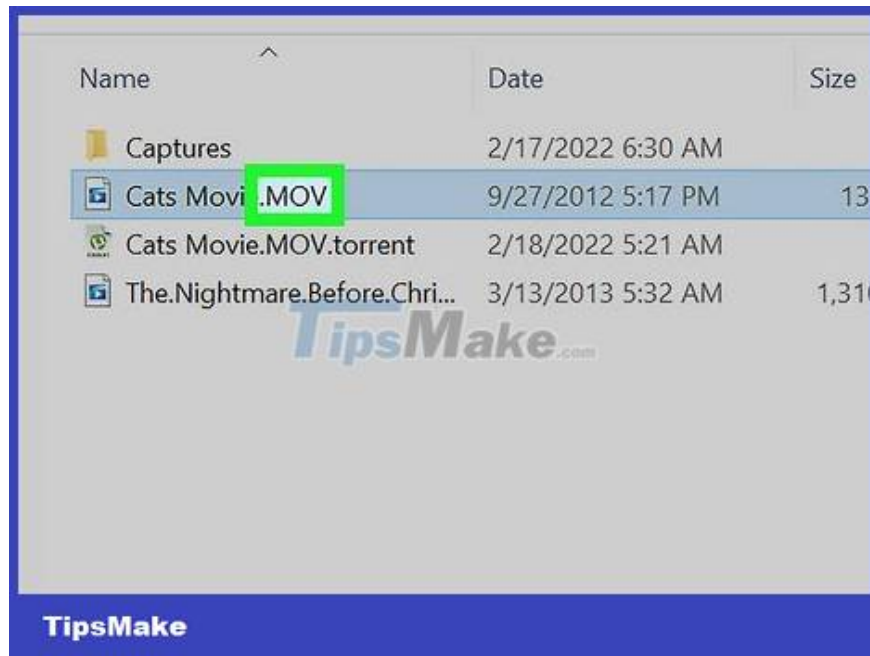 Name Date Size
Captures 2/17/2022 6:30 AM
Cats Movi .MOV 9/27/2012 5:17 PM 13
Cats Movie.MOV.torrent 2/18/2022 5:21 AM
The.Nightmare.Before.Chri... 3/13/2013 5:32 AM 1,310
TipsMake.com
TipsMake